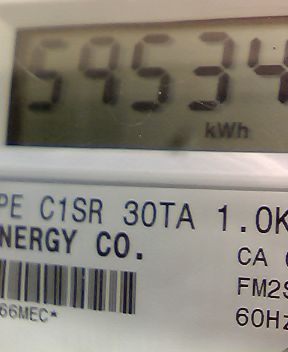 59534
kWh
PE C1SR 30TA 1.0K
NERGY CO.
CA
FM2S
66MEC*
60Hz